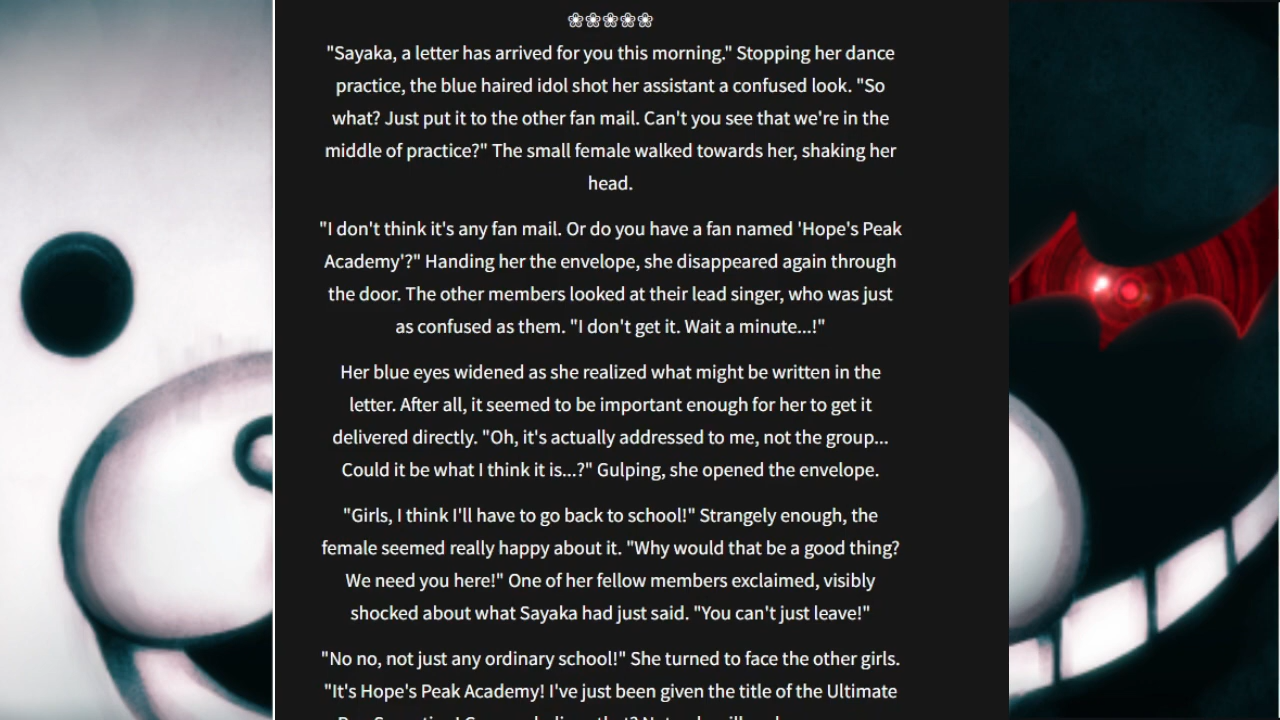 ❀❀❀❀❀
"Sayaka, a letter has arrived for you this morning." Stopping her dance
practice, the blue haired idol shot her assistant a confused look. "So
what? Just put it to the other fan mail. Can't you see that we're in the
middle of practice?" The small female walked towards her, shaking her
head.
"I don't think it's any fan mail. Or do you have a fan named 'Hope's Peak
Academy'?" Handing her the envelope, she disappeared again through
the door. The other members looked at their lead singer, who was just
as confused as them. "I don't get it. Wait a minute...!"
Her blue eyes widened as she realized what might be written in the
letter. After all, it seemed to be important enough for her to get it
delivered directly. "Oh, it's actually addressed to me, not the group...
Could it be what I think it is...?" Gulping, she opened the envelope.
"Girls, I think I'll have to go back to school!" Strangely enough, the
female seemed really happy about it. "Why would that be a good thing?
We need you here!" One of her fellow members exclaimed, visibly
shocked about what Sayaka had just said. "You can't just leave!"
"No no, not just any ordinary school!" She turned to face the other girls.
"It's Hope's Peak Academy! I've just been given the title of the Ultimate